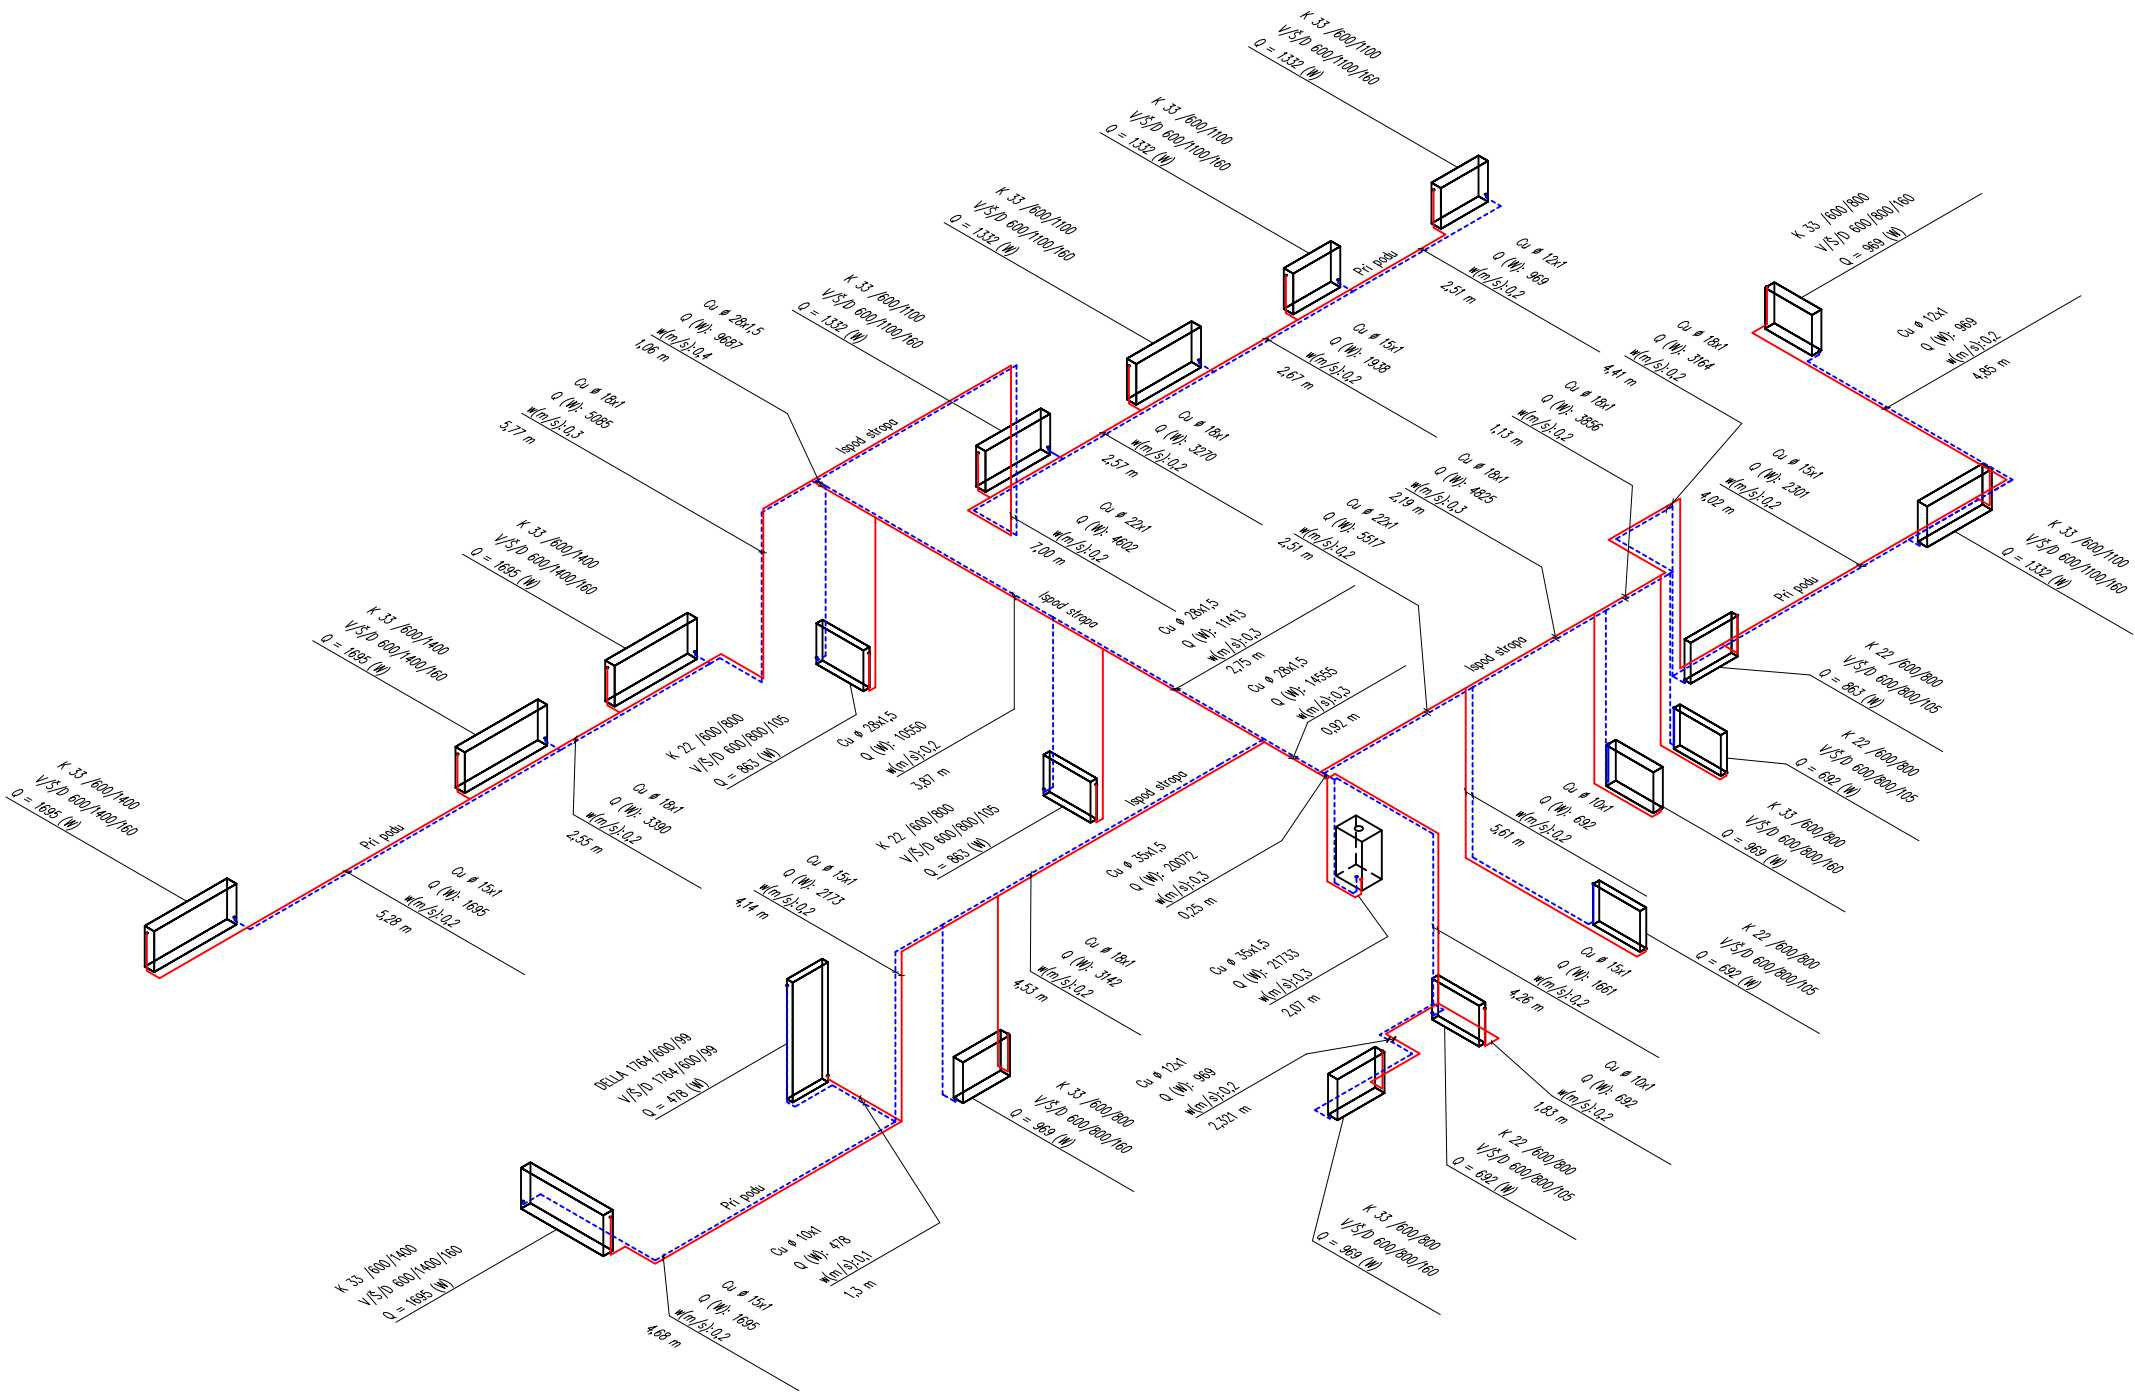 K 33 /600/1100
V/Š/D 600/1100/160
Q = 1332 (W)
K 33 /600/1100
V/Š/D 600/1100/160
Q = 1332 (W)
K 33 /600/1100
V/Š/D 600/1100/160
Q = 1332 (W)
K 33 /600/1100
V/Š/D 600/1100/160
Q = 1332 (W)
K 33 /600/800
V/Š/D 600/800/160
Q = 969 (W)
Cu ø 12x1
Q (W): 969
w(m/s):0,2
2,51 m
Pri podu
Cu ø 12x1
Q (W): 969
w(m/s):0,2
4,85 m
Cu ø 28x1,5
Q (W): 9687
w(m/s):0,4
1,06 m
Cu ø 15x1
Q (W): 1938
w(m/s):0,2
2,67 m
Cu ø 18x1
Q (W): 3164
w(m/s):0,2
4,41 m
Cu ø 18x1
Q (W): 5085
w(m/s):0,3
5,77 m
Ispod stropa
Cu ø 18x1
Q (W): 3270
w(m/s):0,2
2,57 m
Cu ø 18x1
Q (W): 3856
w(m/s):0,2
1,13 m
Cu ø 18x1
Q (W): 4825
w(m/s):0,3
2,19 m
Cu ø 15x1
Q (W): 2301
w(m/s):0,2
4,02 m
Cu ø 22x1
Q (W): 4602
w(m/s):0,2
7,00 m
Cu ø 22x1
Q (W): 5517
w(m/s):0,2
2,51 m
K 33 /600/1100
V/Š/D 600/1100/160
Q = 1332 (W)
K 33 /600/1400
V/Š/D 600/1400/160
Q = 1695 (W)
K 33 /600/1400
V/Š/D 600/1400/160
Q = 1695 (W)
K 33 /600/1400
V/Š/D 600/1400/160
Q = 1695 (W)
Ispod stropa
Cu ø 28x1,5
Q (W): 11413
w(m/s):0,3
2,75 m
Cu ø 28x1,5
Q (W): 14555
w(m/s):0,3
0,92 m
Ispod stropa
Pri podu
K 22 /600/800
V/Š/D 600/800/105
Q = 863 (W)
K 22 /600/800
V/Š/D 600/800/105
Q = 863 (W)
Cu ø 28x1,5
Q (W): 10550
w(m/s):0,2
3,87 m
K 22 /600/800
V/Š/D 600/800/105
Q = 692 (W)
Pri podu
Cu ø 18x1
Q (W): 3390
w(m/s):0,2
2,55 m
Ispod stropa
K 22 /600/800
V/Š/D 600/800/105
Q = 863 (W)
Cu ø 10x1
Q (W): 692
w(m/s):0,2
5,61 m
K 33 /600/800
V/Š/D 600/800/160
Q = 969 (W)
Cu ø 15x1
Q (W): 1695
w(m/s):0,2
5,28 m
Cu ø 15x1
Q (W): 2173
w(m/s):0,2
4,14 m
Cu ø 35x1,5
Q (W): 20072
w(m/s):0,3
0,25 m
Cu ø 18x1
Q (W): 3142
w(m/s):0,2
4,53 m
Cu ø 35x1,5
Q (W): 21733
w(m/s):0,3
2,07 m
Cu ø 15x1
Q (W): 1661
w(m/s):0,2
4,26 m
K 22 /600/800
V/Š/D 600/800/105
Q = 692 (W)
DELLA 1764/600/99
V/Š/D 1764/600/99
Q = 478 (W)
K 33 /600/800
V/Š/D 600/800/160
Q = 969 (W)
Cu ø 12x1
Q (W): 969
w(m/s):0,2
2,321 m
Cu ø 10x1
Q (W): 692
w(m/s):0,2
1,83 m
K 22 /600/800
V/Š/D 600/800/105
Q = 692 (W)
Pri podu
K 33 /600/1400
V/Š/D 600/1400/160
Q = 1695 (W)
Cu ø 10x1
Q (W): 478
w(m/s):0,1
1,3 m
K 33 /600/800
V/Š/D 600/800/160
Q = 969 (W)
Cu ø 15x1
Q (W): 1695
w(m/s):0,2
4,68 m